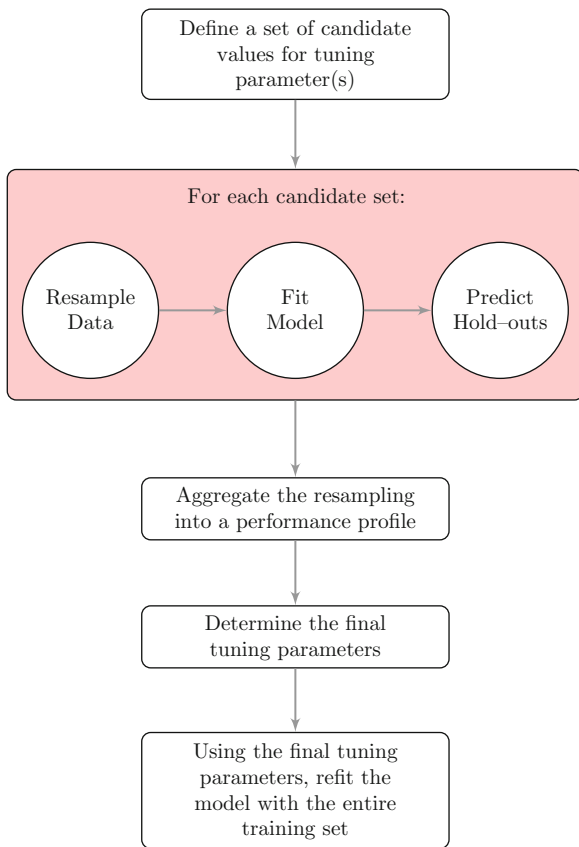 Define a set of candidate
values for tuning
parameter(s)
For each candidate set:
Resample
Data
Fit
Model
Predict
Hold–outs
Aggregate the resampling
into a performance profile
Determine the final
tuning parameters
Using the final tuning
parameters, refit the
model with the entire
training set